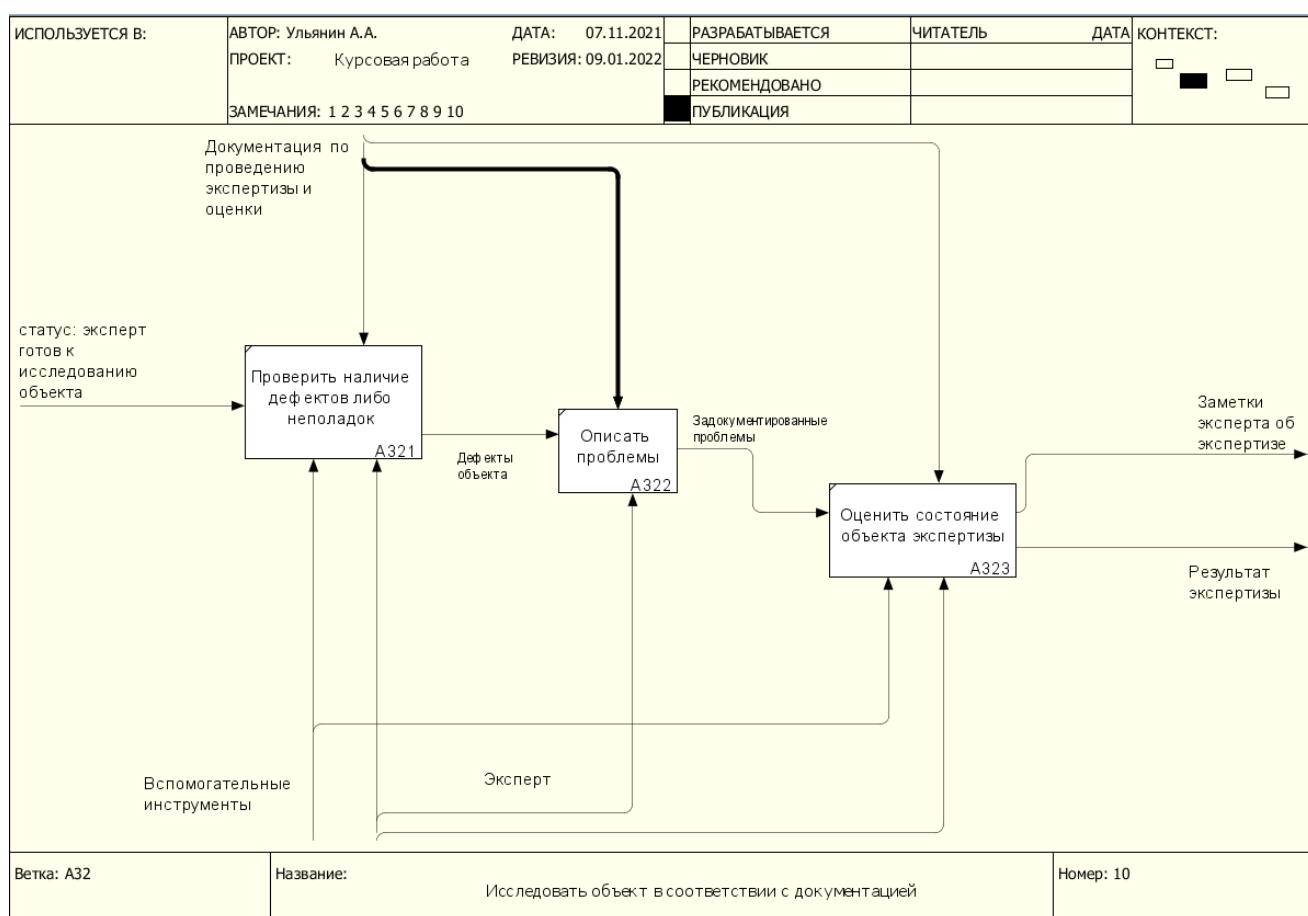 ИСПОЛЬЗУЕТСЯ В:
АВТОР: Ульянин А.А.
ДАТА: 07.11.2021
ПРОЕКТ: Курсовая работа
РЕВИЗИЯ: 09.01.2022
ЗАМЕЧАНИЯ: 1 2 3 4 5 6 7 8 9 10
РАЗРАБАТЫВАЕТСЯ
ЧЕРНОВИК
РЕКОМЕНДОВАНО
ПУБЛИКАЦИЯ
ЧИТАТЕЛЬ
ДАТА
КОНТЕКСТ:
Документация по
проведению
экспертизы и
оценки
статус: эксперт
готов к
исследованию
объекта
Проверить наличие
дефектов либо
неполадок
A321
Дефекты
объекта
Описать
проблемы
A322
Задокументированные
проблемы
Оценить состояние
объекта экспертизы
A323
Заметки
эксперта об
экспертизе
Результат
экспертизы
Вспомогательные
инструменты
Эксперт
Ветка: A32
Название:
Исследовать объект в соответствии с документацией
Номер: 10